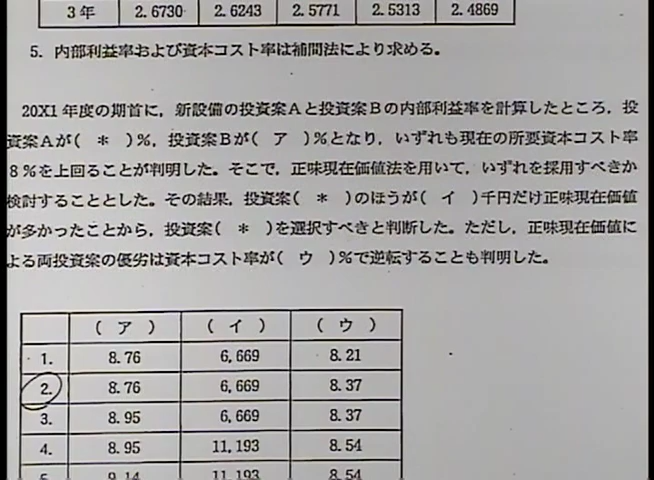 3年 2.6730 2.6243 2.5771 2.5313 2.4869
5. 内部利益率および資本コスト率は補間法により求める。
20X1年度の期首に，新設備の投資案Aと投資案Bの内部利益率を計算したところ，投
資案Aが( ＊ )%，投資案Bが( ア )%となり，いずれも現在の所要資本コスト率
8%を上回ることが判明した。そこで，正味現在価値法を用いて，いずれを採用すべきか
検討することとした。その結果，投資案( ＊ )のほうが( イ )千円だけ正味現在価値
が多かったことから，投資案( ＊ )を選択すべきと判断した。ただし，正味現在価値に
よる両投資案の優劣は資本コスト率が( ウ )%で逆転することも判明した。
( ア ) ( イ ) ( ウ )
1. 8.76 6,669 8.21
2. 8.76 6,669 8.37
3. 8.95 6,669 8.37
4. 8.95 11,193 8.54
5. 9.14 11,193 8.54